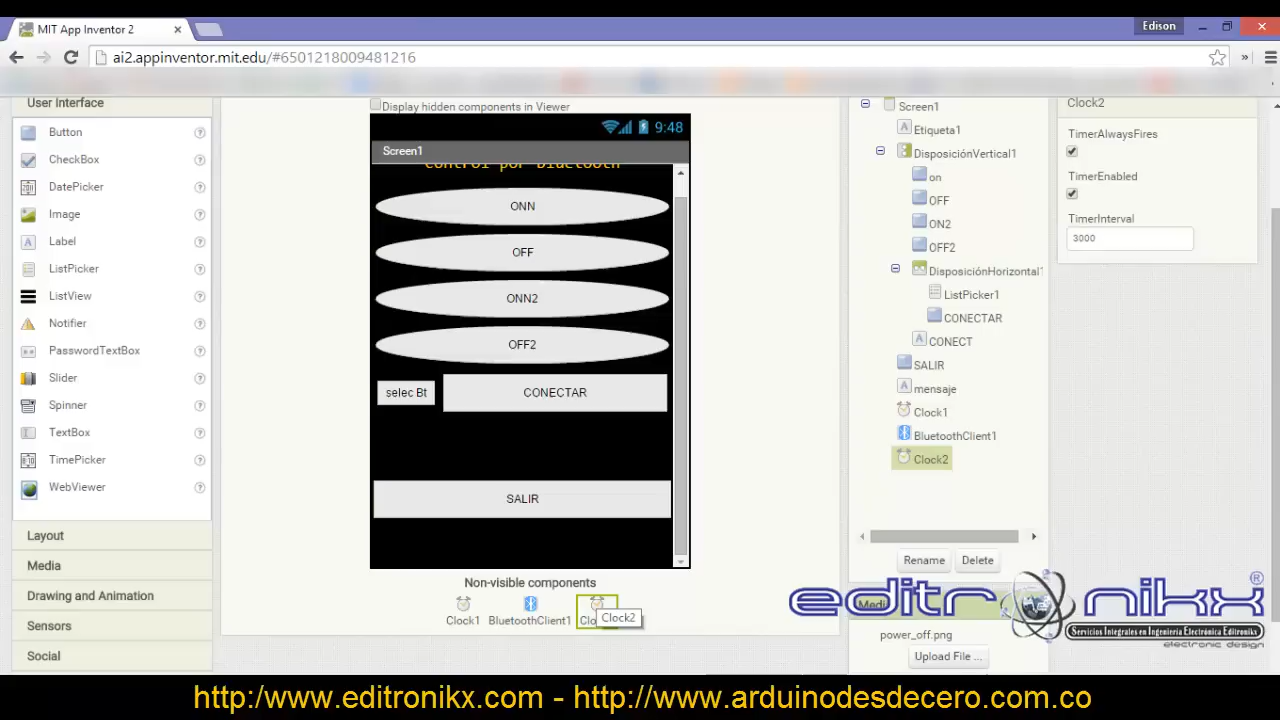 MIT App Inventor 2
Edison
ai2.appinventor.mit.edu/#6501218009481216
User Interface
Button
CheckBox
DatePicker
Image
Label
ListPicker
ListView
Notifier
PasswordTextBox
Slider
Spinner
TextBox
TimePicker
WebViewer
Layout
Media
Drawing and Animation
Sensors
Social
Display hidden components in Viewer
9:48
Screen1
Control por Bluetooth
ONN
OFF
ONN2
OFF2
selec Bt
CONECTAR
SALIR
Non-visible components
Clock1
BluetoothClient1
Clock2
Screen1
Etiqueta1
DisposiciónVertical1
on
OFF
ON2
OFF2
DisposiciónHorizontal1
ListPicker1
CONECTAR
CONECT
SALIR
mensaje
Clock1
BluetoothClient1
Clock2
Rename
Delete
Media
power_off.png
Upload File ...
Clock2
TimerAlwaysFires
TimerEnabled
TimerInterval
3000
editronikx ®
Servicios Integrales en Ingeniería Electrónica Editronikx
electronic design
http:/www.editronikx.com - http://www.arduinodesdecero.com.co